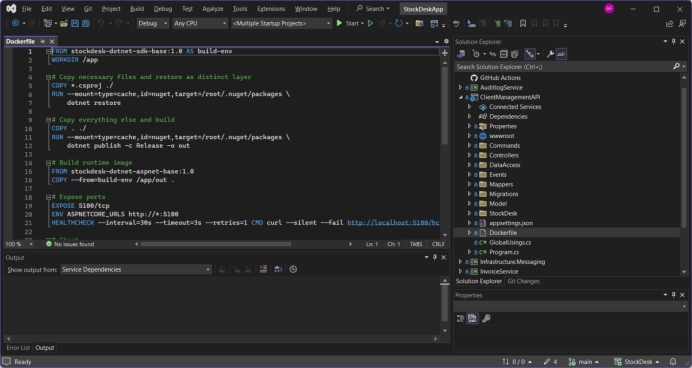 File Edit View Git Project Build Debug Test Analyze Tools Extensions Window Help Search StockDeskApp AF
Debug Any CPU <Multiple Startup Projects> Start
Dockerfile
1 FROM stockdesk-dotnet-sdk-base:1.0 AS build-env
2 WORKDIR /app
3
4 # Copy necessary files and restore as distinct layer
5 COPY *.csproj ./
6 RUN --mount=type=cache,id=nuget,target=/root/.nuget/packages \
7 dotnet restore
8
9 # Copy everything else and build
10 COPY . ./
11 RUN --mount=type=cache,id=nuget,target=/root/.nuget/packages \
12 dotnet publish -c Release -o out
13
14 # Build runtime image
15 FROM stockdesk-dotnet-aspnet-base:1.0
16 COPY --from=build-env /app/out .
17
18 # Expose ports
19 EXPOSE 5100/tcp
20 ENV ASPNETCORE_URLS http://*:5100
21 HEALTHCHECK --interval=30s --timeout=3s --retries=1 CMD curl --silent --fail http://localhost:5100/hc
22
100 % No issues found Ln: 1 Ch: 1 TABS CRLF
Output
Show output from: Service Dependencies
Error List Output
Solution Explorer
Search Solution Explorer (Ctrl+;)
GitHub Actions
AuditlogService
ClientManagementAPI
Connected Services
Dependencies
Properties
wwwroot
Commands
Controllers
DataAccess
Events
Mappers
Migrations
Model
StockDesk
appsettings.json
Dockerfile
C# GlobalUsings.cs
C# Program.cs
Infrastructure.Messaging
InvoiceService
Solution Explorer Git Changes
Properties
Ready 0 / 0 4 main StockDesk